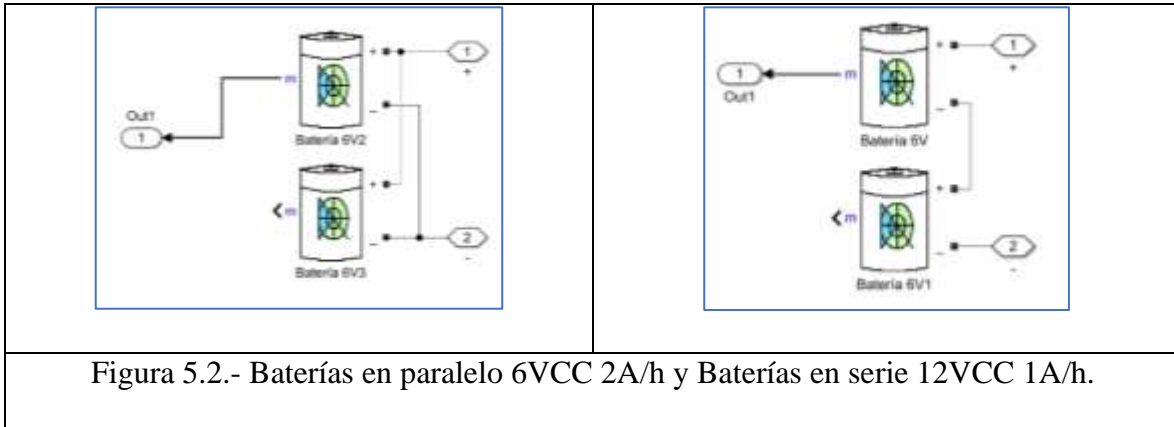 +
1
+
m
_
Out1
1
Batería 6V2
+
m
_
2
-
Batería 6V3
+
1
+
1
m
Out1
_
Batería 6V
+
m
_
2
-
Batería 6V1
Figura 5.2.- Baterías en paralelo 6VCC 2A/h y Baterías en serie 12VCC 1A/h.